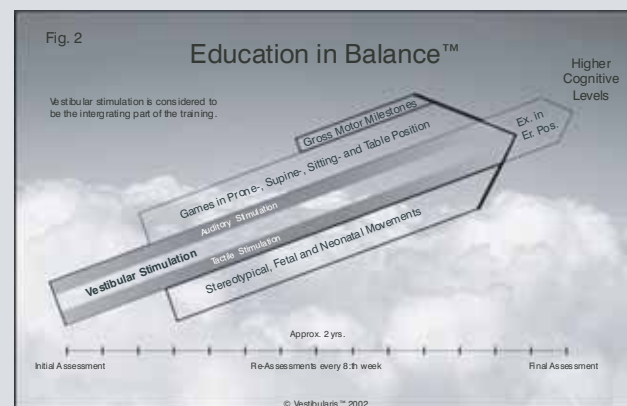 Fig. 2
Education in Balance™
Higher
Cognitive
Levels
Vestibular stimulation is considered to
be the intergrating part of the training.
Gross Motor Milestones
Ex. in
Er. Pos.
Games in Prone-, Supine-, Sitting- and Table Position
Auditory Stimulation
Vestibular Stimulation
Tactile Stimulation
Stereotypical, Fetal and Neonatal Movements
Approx. 2 yrs.
Initial Assessment
Re-Assessments every 8:th week
Final Assessment
© Vestibularis™ 2002